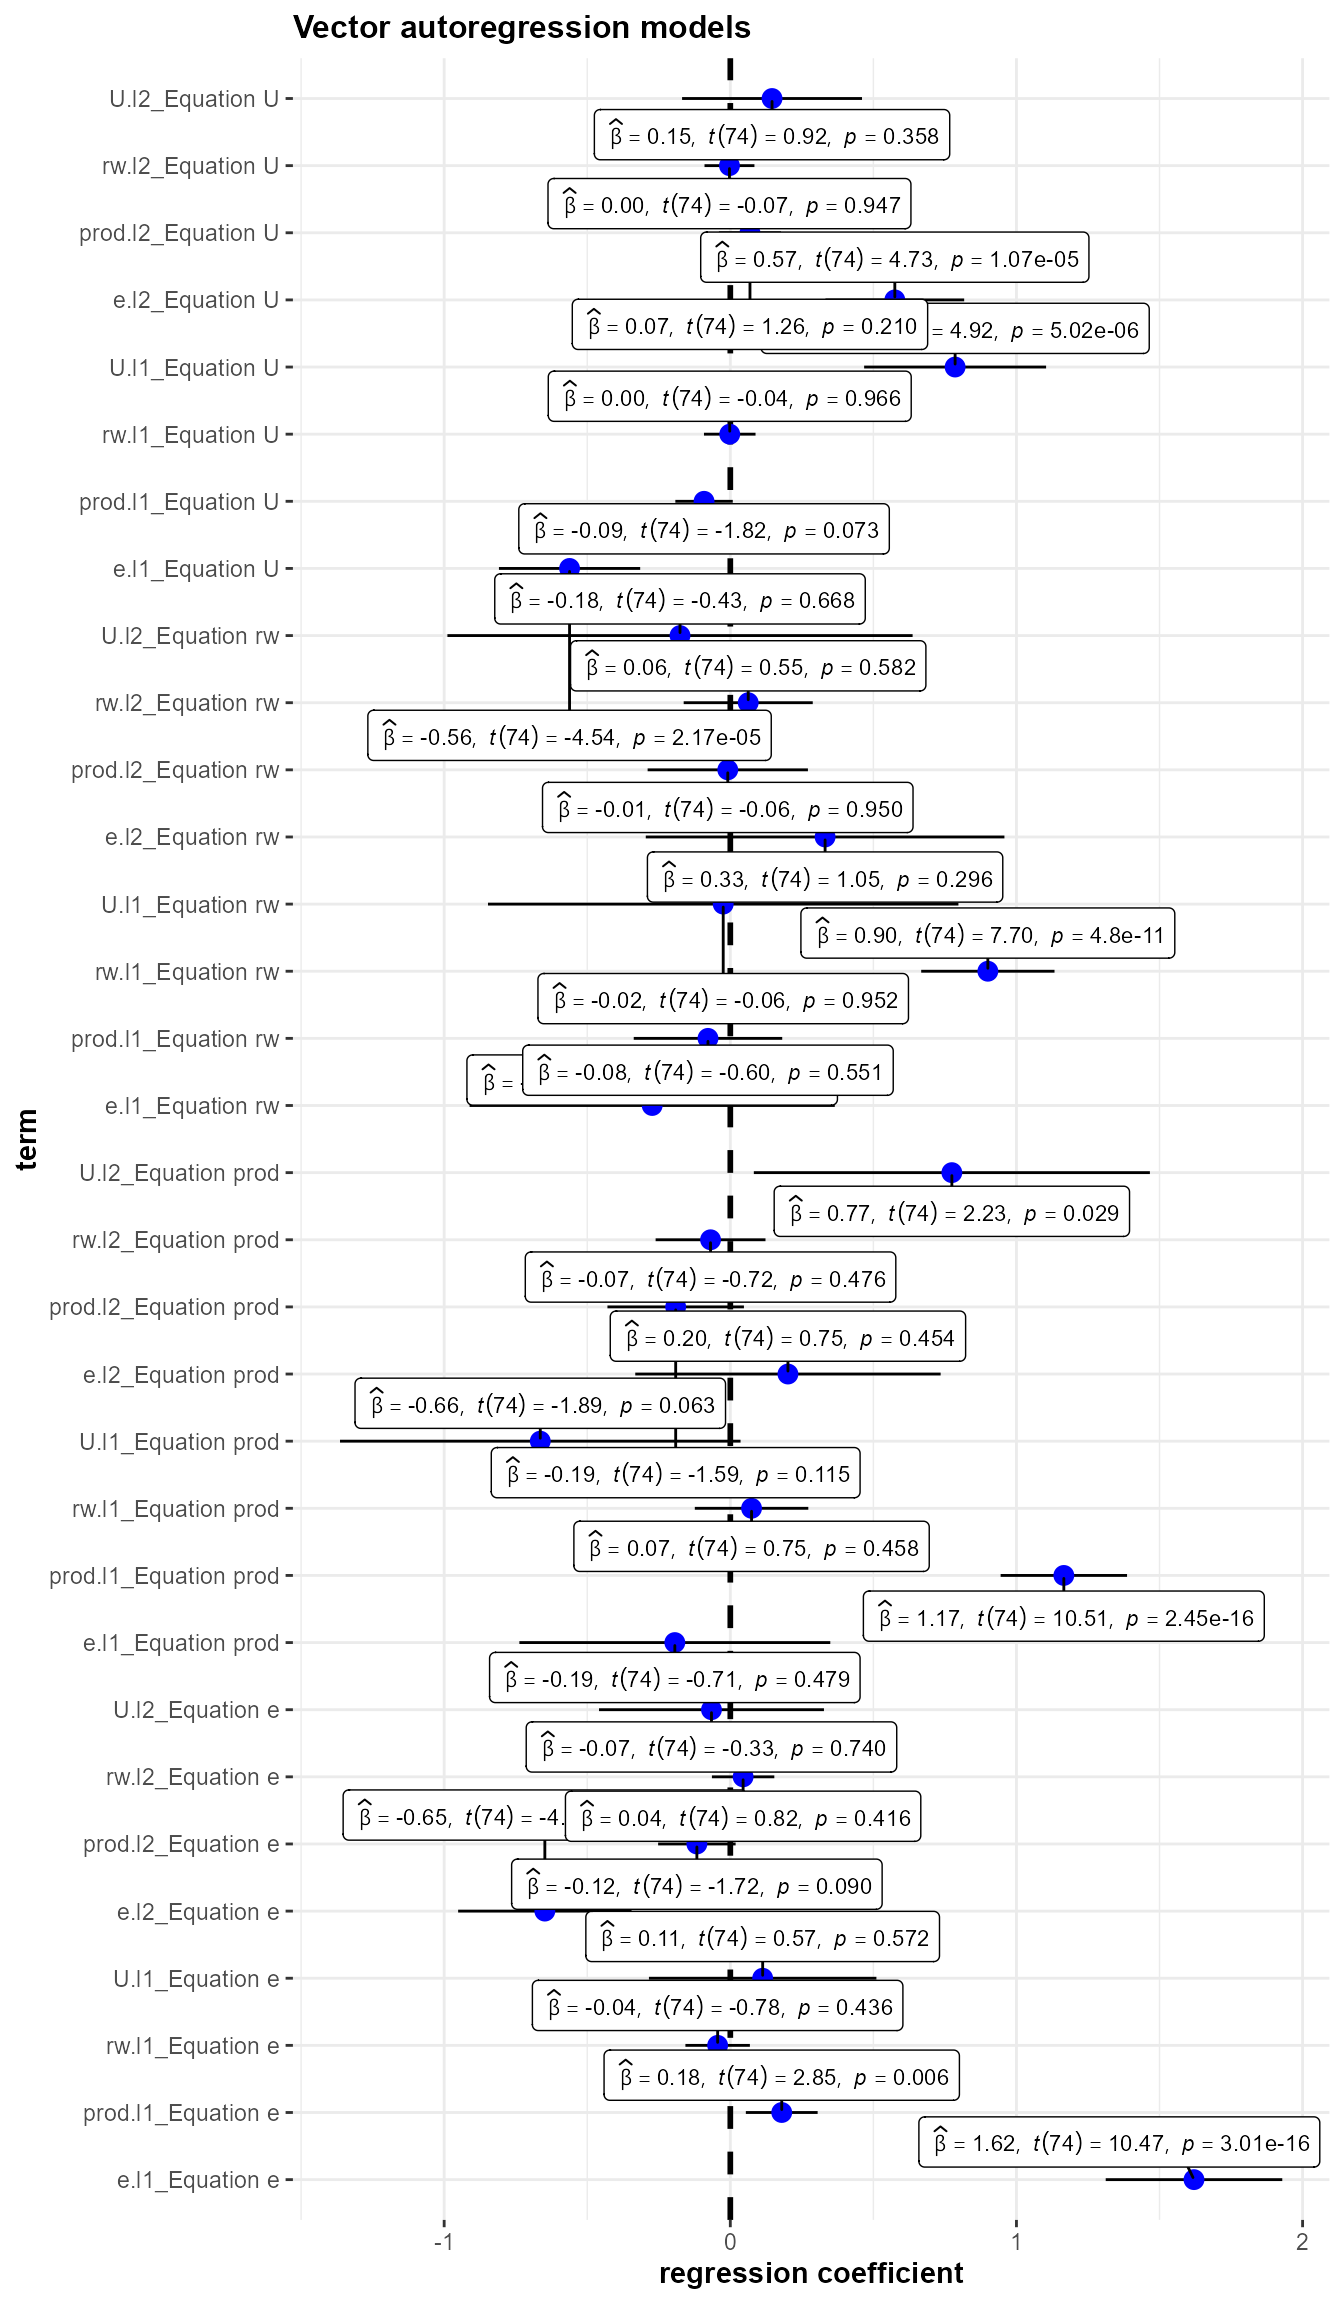 Vector autoregression models
U.l2_Equation U
β̂ = 0.15, t(74) = 0.92, p = 0.358
rw.l2_Equation U
β̂ = 0.00, t(74) = -0.07, p = 0.947
prod.l2_Equation U
β̂ = 0.57, t(74) = 4.73, p = 1.07e-05
e.l2_Equation U
β̂ = 0.07, t(74) = 1.26, p = 0.210
= 4.92, p = 5.02e-06
U.l1_Equation U
β̂ = 0.00, t(74) = -0.04, p = 0.966
rw.l1_Equation U
prod.l1_Equation U
β̂ = -0.09, t(74) = -1.82, p = 0.073
e.l1_Equation U
β̂ = -0.18, t(74) = -0.43, p = 0.668
U.l2_Equation rw
β̂ = 0.06, t(74) = 0.55, p = 0.582
rw.l2_Equation rw
β̂ = -0.56, t(74) = -4.54, p = 2.17e-05
prod.l2_Equation rw
β̂ = -0.01, t(74) = -0.06, p = 0.950
e.l2_Equation rw
β̂ = 0.33, t(74) = 1.05, p = 0.296
U.l1_Equation rw
β̂ = 0.90, t(74) = 7.70, p = 4.8e-11
rw.l1_Equation rw
β̂ = -0.02, t(74) = -0.06, p = 0.952
prod.l1_Equation rw
β̂ = -0.08, t(74) = -0.60, p = 0.551
β̂ = -
e.l1_Equation rw
term
U.l2_Equation prod
β̂ = 0.77, t(74) = 2.23, p = 0.029
rw.l2_Equation prod
β̂ = -0.07, t(74) = -0.72, p = 0.476
prod.l2_Equation prod
β̂ = 0.20, t(74) = 0.75, p = 0.454
e.l2_Equation prod
β̂ = -0.66, t(74) = -1.89, p = 0.063
U.l1_Equation prod
β̂ = -0.19, t(74) = -1.59, p = 0.115
rw.l1_Equation prod
β̂ = 0.07, t(74) = 0.75, p = 0.458
prod.l1_Equation prod
β̂ = 1.17, t(74) = 10.51, p = 2.45e-16
e.l1_Equation prod
β̂ = -0.19, t(74) = -0.71, p = 0.479
U.l2_Equation e
β̂ = -0.07, t(74) = -0.33, p = 0.740
rw.l2_Equation e
β̂ = -0.65, t(74) = -4.
β̂ = 0.04, t(74) = 0.82, p = 0.416
prod.l2_Equation e
β̂ = -0.12, t(74) = -1.72, p = 0.090
e.l2_Equation e
β̂ = 0.11, t(74) = 0.57, p = 0.572
U.l1_Equation e
β̂ = -0.04, t(74) = -0.78, p = 0.436
rw.l1_Equation e
β̂ = 0.18, t(74) = 2.85, p = 0.006
prod.l1_Equation e
β̂ = 1.62, t(74) = 10.47, p = 3.01e-16
e.l1_Equation e
-1 0 1 2
regression coefficient